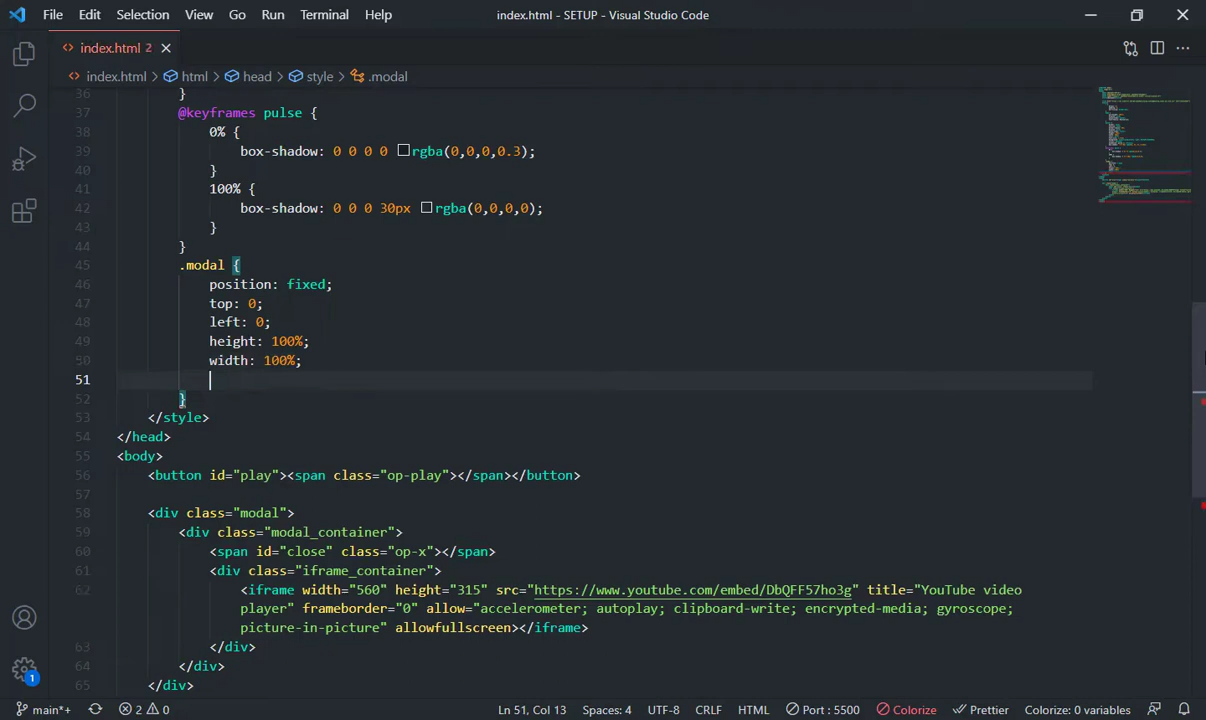 File Edit Selection View Go Run Terminal Help index.html - SETUP - Visual Studio Code
index.html 2
index.html > html > head > style > .modal
36 }
37 @keyframes pulse {
38 0% {
39 box-shadow: 0 0 0 0 rgba(0,0,0,0.3);
40 }
41 100% {
42 box-shadow: 0 0 0 30px rgba(0,0,0,0);
43 }
44 }
45 .modal {
46 position: fixed;
47 top: 0;
48 left: 0;
49 height: 100%;
50 width: 100%;
51
52 }
53 </style>
54 </head>
55 <body>
56 <button id="play"><span class="op-play"></span></button>
57
58 <div class="modal">
59 <div class="modal_container">
60 <span id="close" class="op-x"></span>
61 <div class="iframe_container">
62 <iframe width="560" height="315" src="https://www.youtube.com/embed/DbQFF57ho3g" title="YouTube video
player" frameborder="0" allow="accelerometer; autoplay; clipboard-write; encrypted-media; gyroscope;
picture-in-picture" allowfullscreen></iframe>
63 </div>
64 </div>
65 </div>
1
main*+ 2 0 Ln 51, Col 13 Spaces: 4 UTF-8 CRLF HTML Port : 5500 Colorize Prettier Colorize: 0 variables